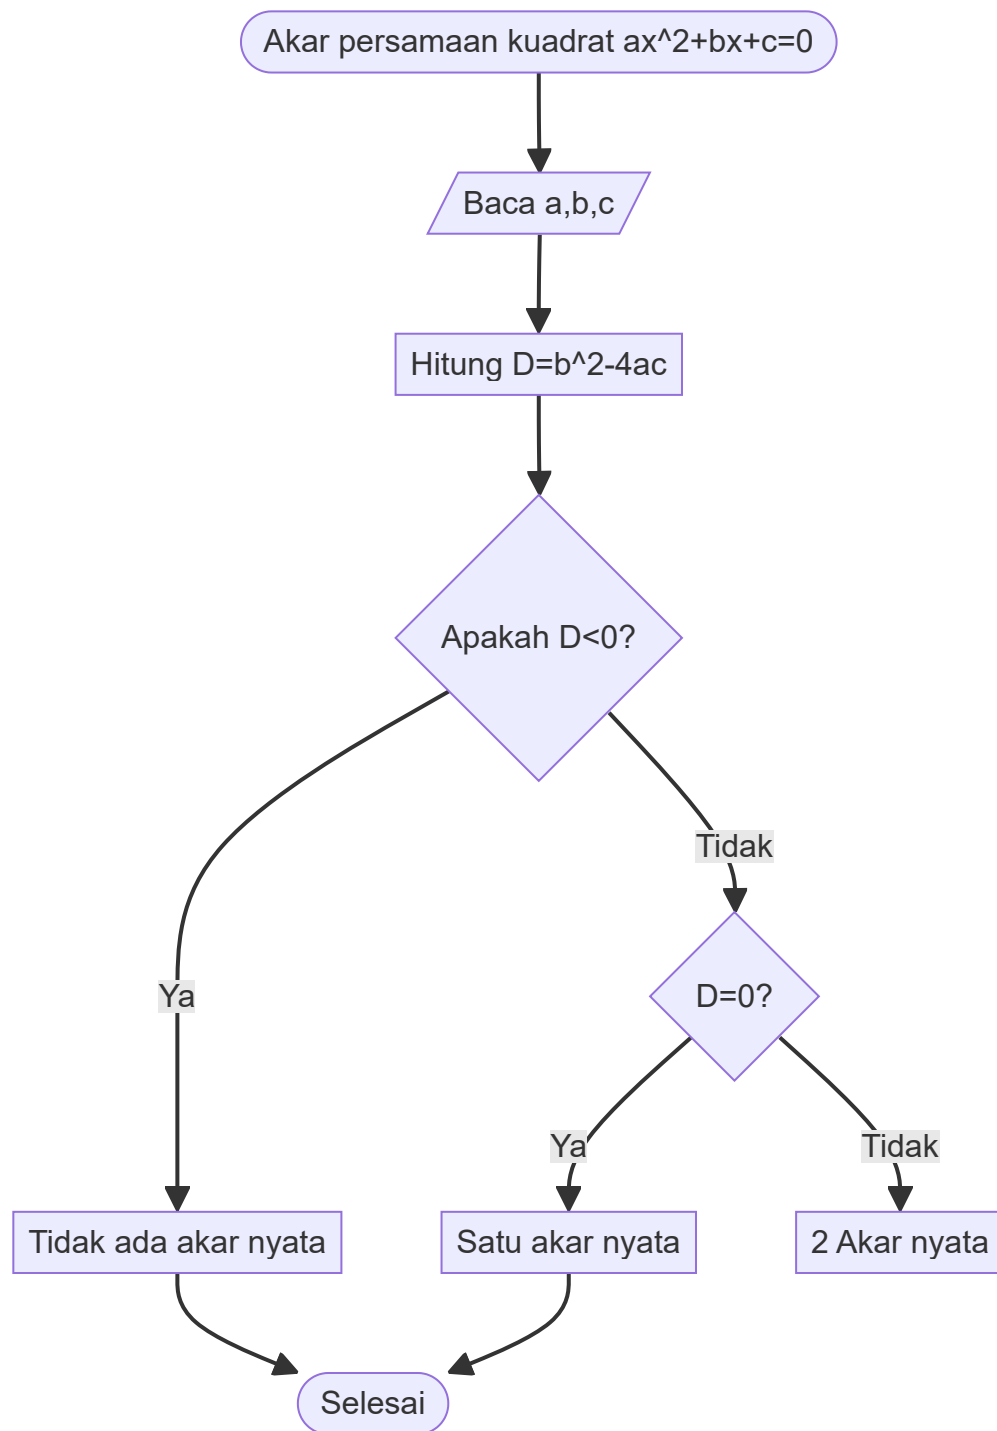 Akar persamaan kuadrat ax^2+bx+c=0
Baca a,b,c
Hitung D=b^2-4ac
Apakah D<0?
Tidak
Ya
D=0?
Ya
Tidak
Tidak ada akar nyata
Satu akar nyata
2 Akar nyata
Selesai